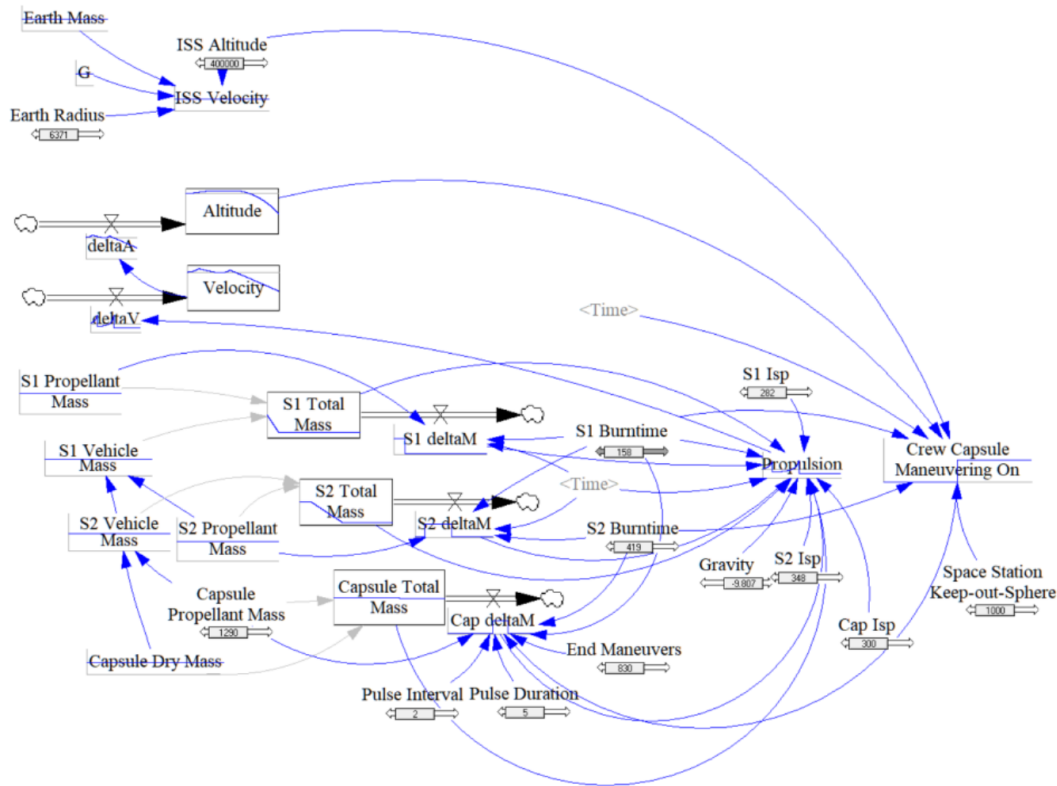 Earth Mass
ISS Altitude
400000
G
ISS Velocity
Earth Radius
6371
Altitude
deltaA
Velocity
deltaV
<Time>
S1 Propellant
Mass
S1 Total
Mass
S1 deltaM
S1 Isp
282
S1 Burntime
158
Crew Capsule
Maneuvering On
Propulsion
S1 Vehicle
Mass
<Time>
S2 Total
Mass
S2 deltaM
S2 Vehicle
Mass
S2 Propellant
Mass
S2 Burntime
419
Gravity
-9.807
S2 Isp
348
Space Station
Keep-out-Sphere
1000
Capsule Total
Mass
Capsule
Propellant Mass
1290
Cap deltaM
Cap Isp
300
End Maneuvers
830
Capsule Dry Mass
Pulse Interval
2
Pulse Duration
5